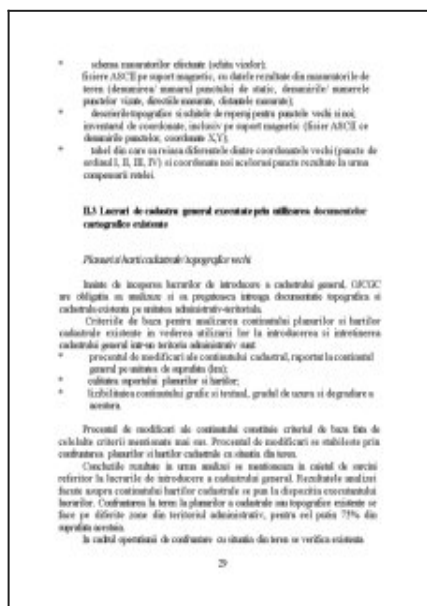 * schema masuratorilor efectuate (schita vizelor);
fisiere ASCII pe suport magnetic, cu datele rezultate din masuratorile de
teren (denumirea/ numarul punctului de statie, denumirile/ numerele
punctelor vizate, directiile masurate, distantele masurate);
* descrierile topografice si schitele de reperaj pentru punctele vechi si noi;
inventarul de coordonate, inclusiv pe suport magnetic (fisier ASCII cu
denumirile punctelor, coordonate X,Y);
* tabel din care sa reiasa diferentele dintre coordonatele vechi (puncte de
ordinul I, II, III, IV) si coordonate noi ale acelorasi puncte rezultate la urma
compensarii retelei.
II.3 Lucrari de cadastru general executate prin utilizarea documentelor
cartografice existente
Planuri si harti cadastrale/ topografice vechi
Inainte de inceperea lucrarilor de introducere a cadastrului general, OJCGC
are obligatia sa analizeze si sa pregateasca intreaga documentatie topografica si
cadastrala existenta pe unitatea administrativ-teritoriala.
Criteriile de baza pentru analizarea continutului planurilor si hartilor
cadastrale existente in vederea utilizarii lor la introducerea si intretinerea
cadastrului general intr-un teritoriu administrativ sunt:
* procentul de modificari ale continutului cadastral, raportat la continutul
general pe unitatea de suprafata (ha);
* calitatea suportului planurilor si hartilor;
* lizibilitatea continutului grafic si textual, gradul de uzura si degradare a
acestora.
Procentul de modificari ale continutului constituie criteriul de baza fata de
celelalte criterii mentionate mai sus. Procentul de modificari se stabileste prin
confruntarea planurilor si hartilor cadastrale cu situatia din teren.
Concluziile rezultate in urma analizei se mentioneaza in caietul de sarcini
referitor la lucrarile de introducere a cadastrului general. Rezultatele analizei
facute asupra continutului hartilor cadastrale se pun la dispozitia executantului
lucrarilor. Confruntarea la teren la planurilor a cadastrale sau topografice existente se
face pe diferite zone din teritoriul administrativ, pentru cel putin 75% din
suprafata acestuia.
In cadrul operatiunii de confruntare cu situatia din teren se verifica existenta
29